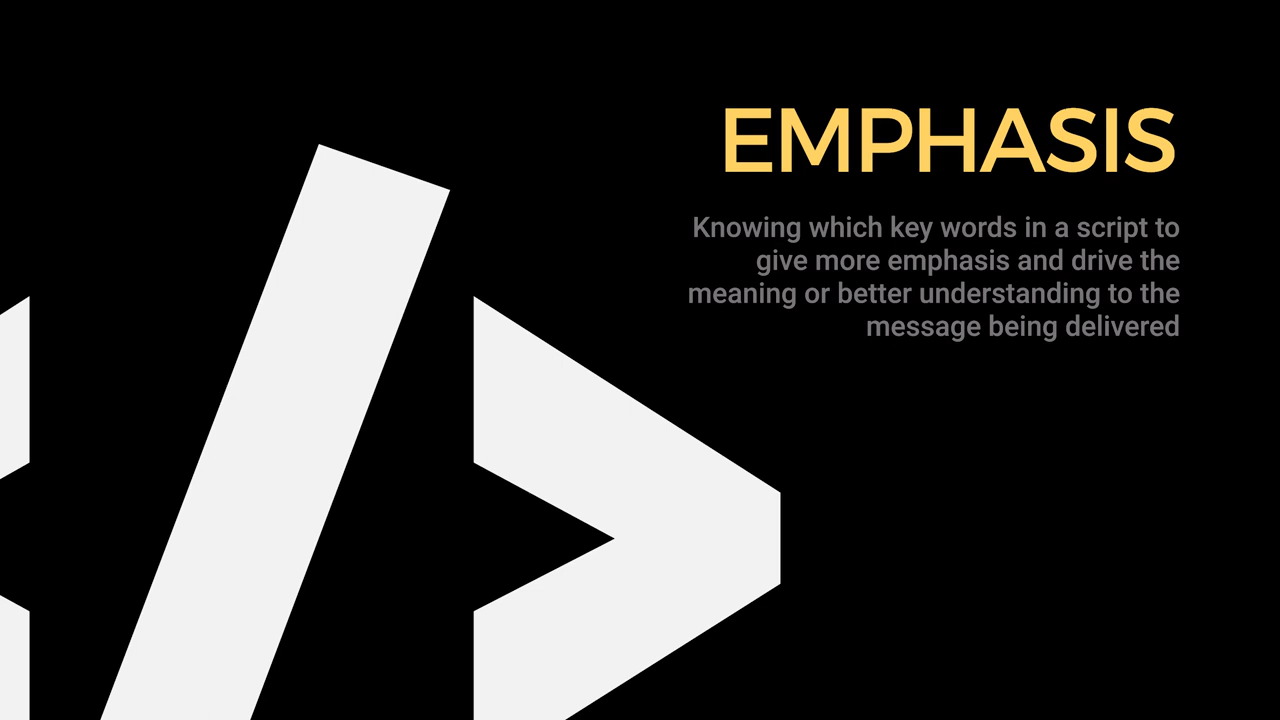 EMPHASIS
Knowing which key words in a script to
give more emphasis and drive the
meaning or better understanding to the
message being delivered